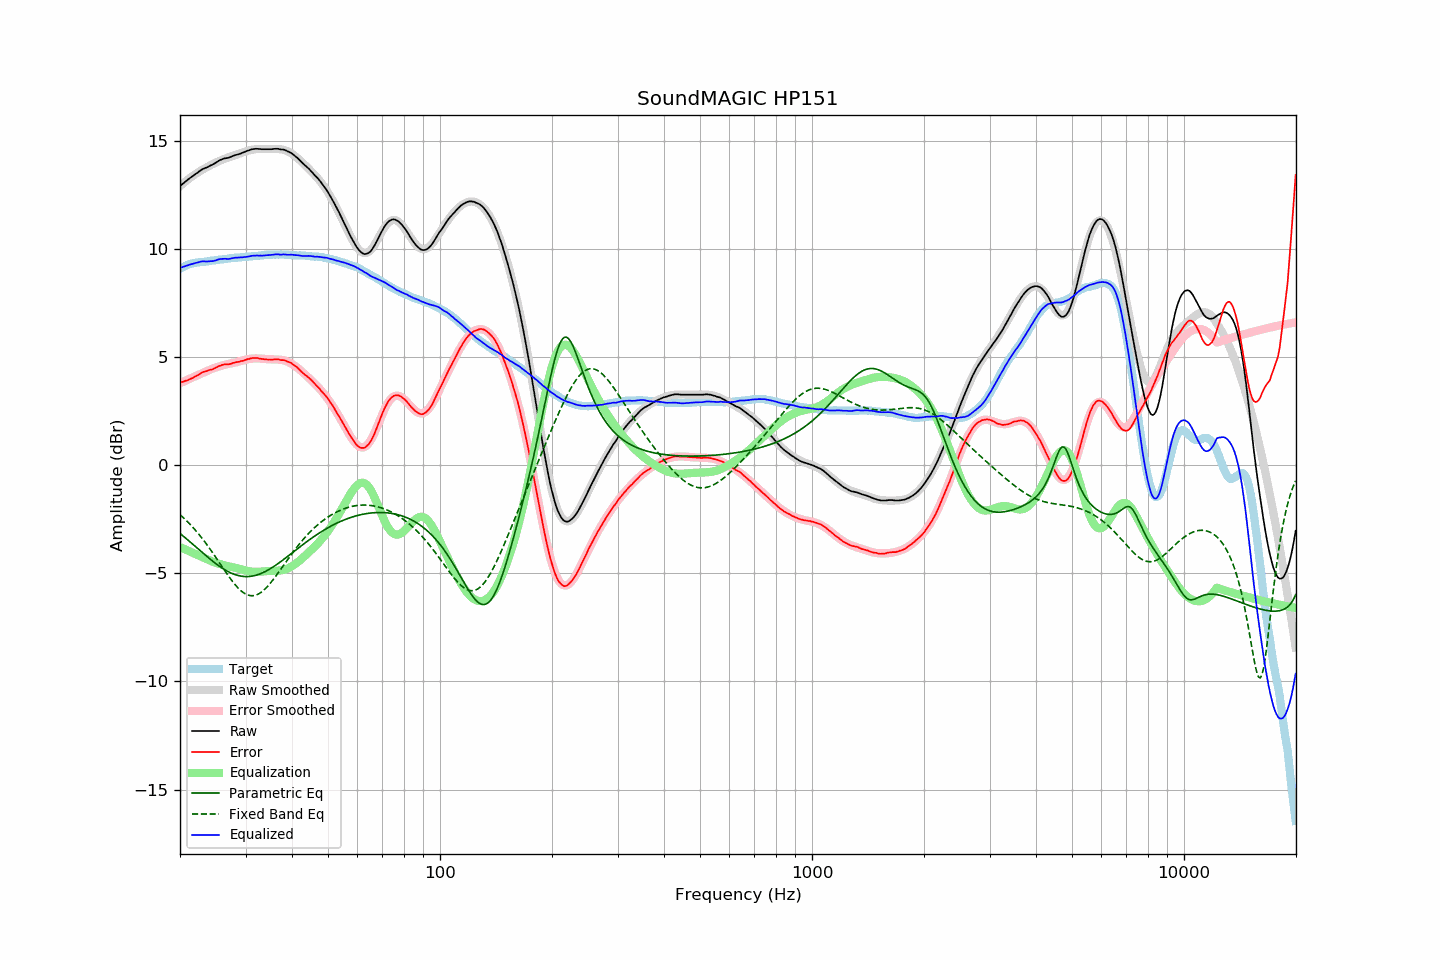 SoundMAGIC HP151
Amplitude (dBr)
15
10
5
0
−5
−10
−15
Target
Raw Smoothed
Error Smoothed
Raw
Error
Equalization
Parametric Eq
Fixed Band Eq
Equalized
100
1000
10000
Frequency (Hz)